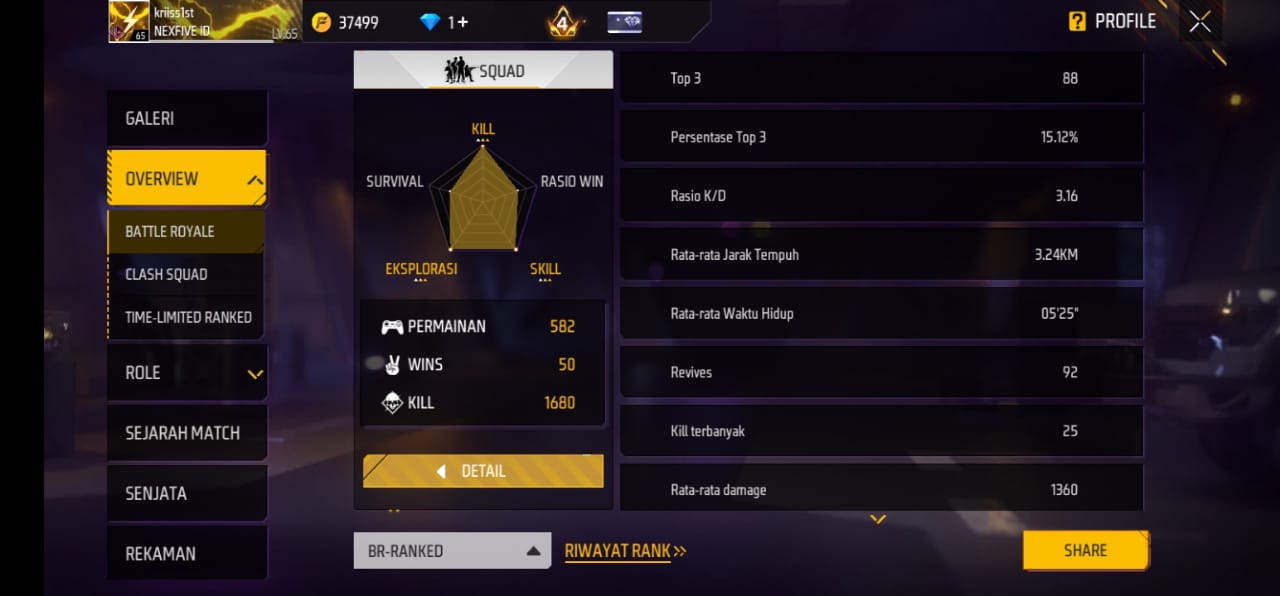 kriiss1st
NEXFIVE ID
65
LV.65
37499
1+
4
? PROFILE
GALERI
OVERVIEW
BATTLE ROYALE
CLASH SQUAD
TIME-LIMITED RANKED
ROLE
SEJARAH MATCH
SENJATA
REKAMAN
SQUAD
KILL
SURVIVAL
RASIO WIN
EKSPLORASI
SKILL
PERMAINAN 582
WINS 50
KILL 1680
DETAIL
BR-RANKED
RIWAYAT RANK >>
Top 3 88
Persentase Top 3 15.12%
Rasio K/D 3.16
Rata-rata Jarak Tempuh 3.24KM
Rata-rata Waktu Hidup 05'25"
Revives 92
Kill terbanyak 25
Rata-rata damage 1360
SHARE